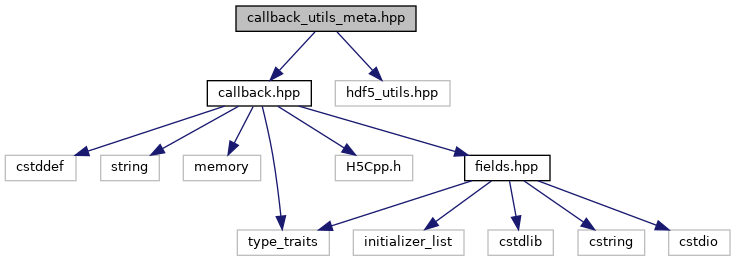 callback_utils_meta.hpp
callback.hpp
hdf5_utils.hpp
cstddef
string
memory
H5Cpp.h
fields.hpp
type_traits
initializer_list
cstdlib
cstring
cstdio